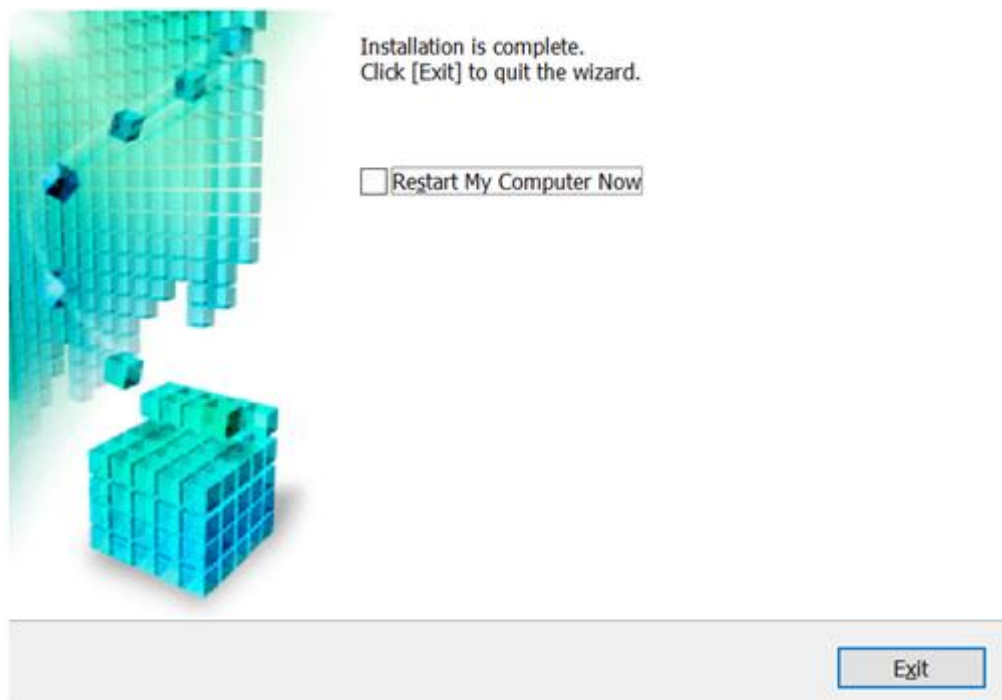 Installation is complete.
Click [Exit] to quit the wizard.
Restart My Computer Now
Exit